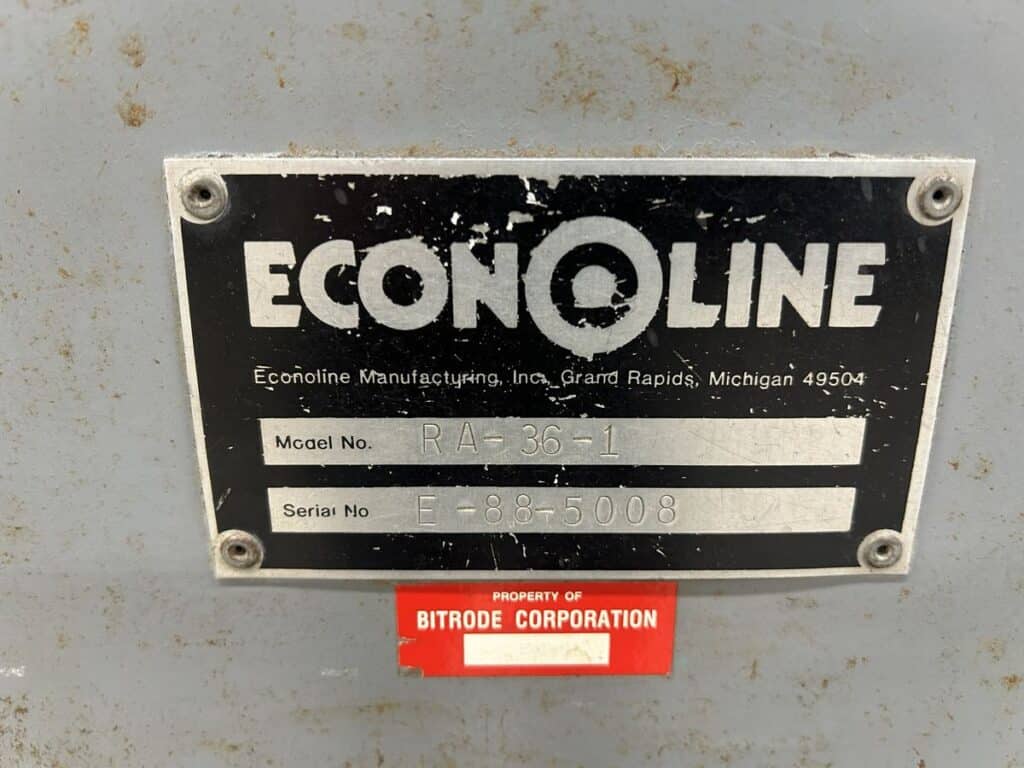 ECONOLINE
Econoline Manufacturing, Inc. Grand Rapids, Michigan 49504
Model No. RA-36-1
Serial No E-88-5008
PROPERTY OF
BITRODE CORPORATION